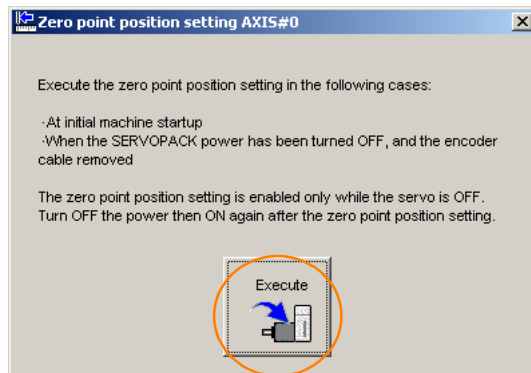 Zero point position setting AXIS#0
Execute the zero point position setting in the following cases:
·At initial machine startup
·When the SERVOPACK power has been turned OFF, and the encoder
cable removed
The zero point position setting is enabled only while the servo is OFF.
Turn OFF the power then ON again after the zero point position setting.
Execute